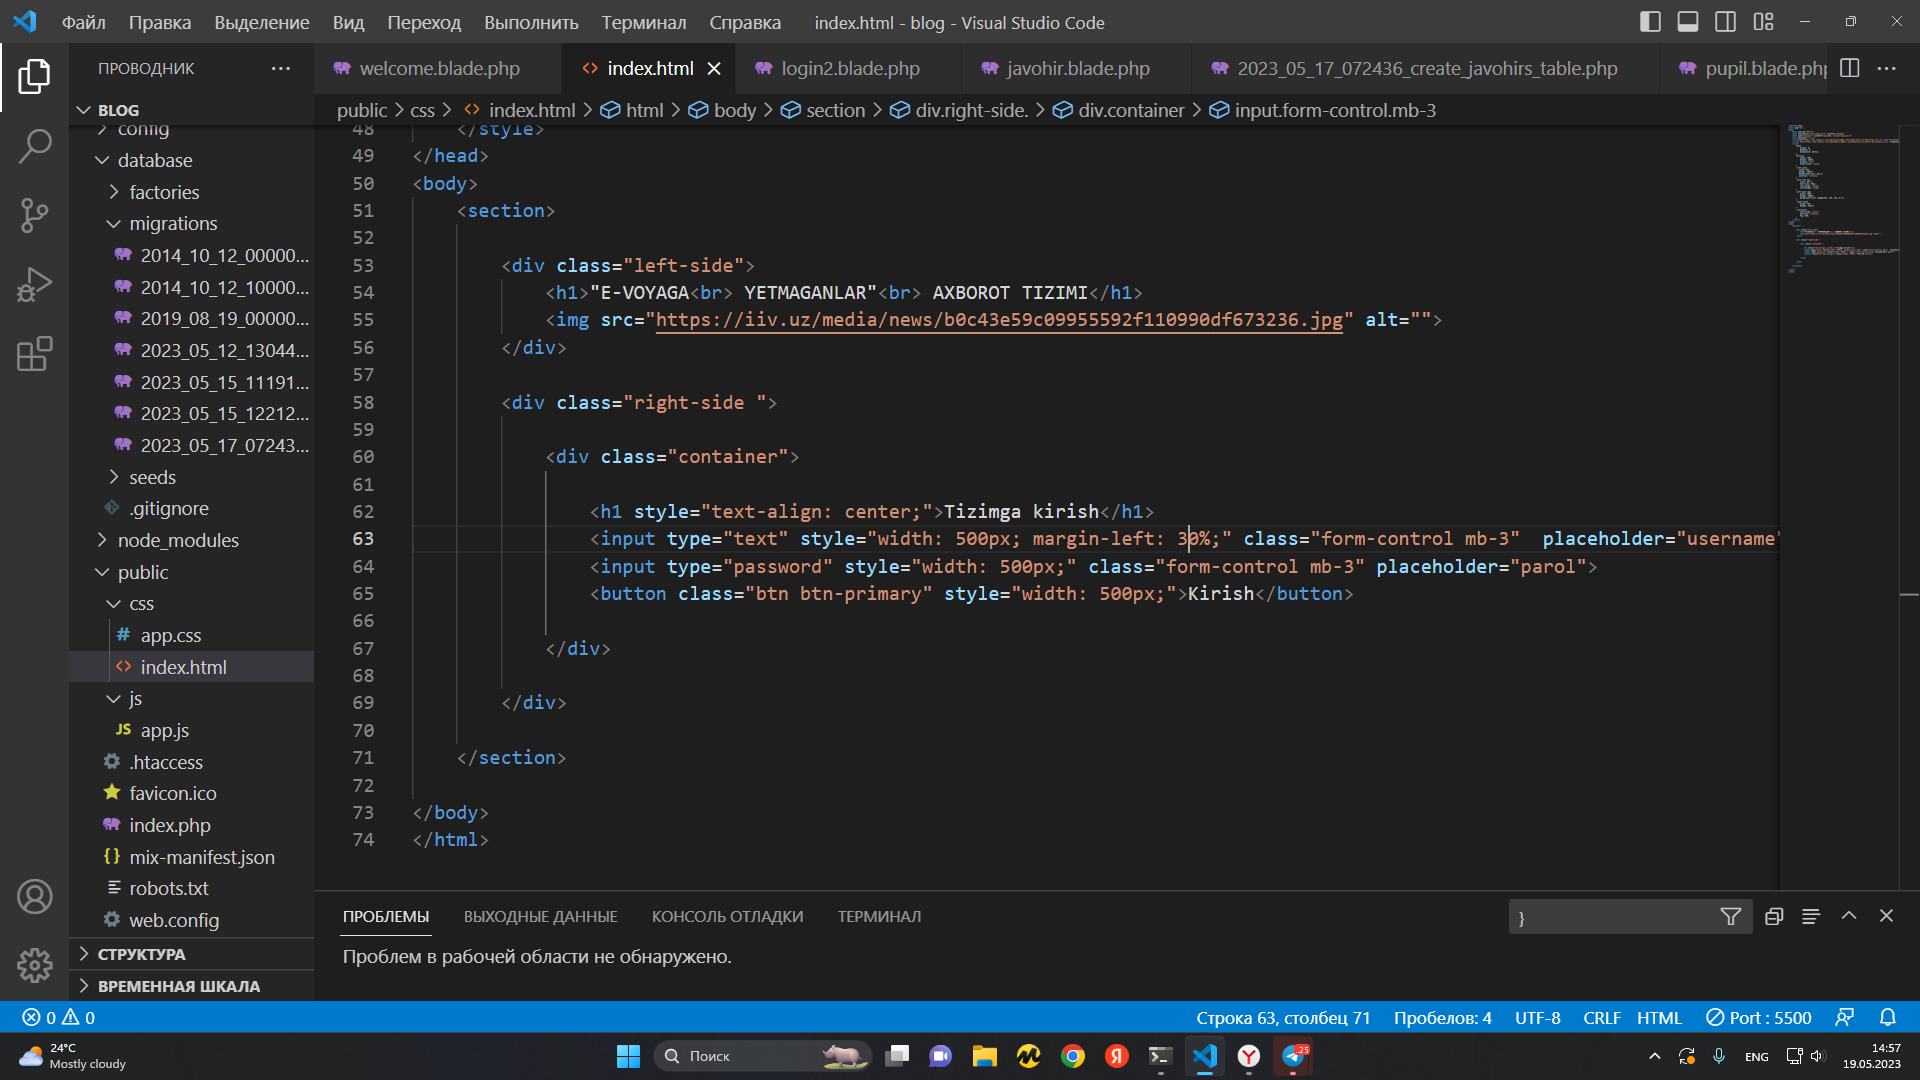 Файл Правка Выделение Вид Переход Выполнить Терминал Справка index.html - blog - Visual Studio Code
ПРОВОДНИК
welcome.blade.php index.html login2.blade.php javohir.blade.php 2023_05_17_072436_create_javohirs_table.php pupil.blade.php
BLOG
public > css > index.html > html > body > section > div.right-side. > div.container > input.form-control.mb-3
config
database
factories
migrations
2014_10_12_00000...
2014_10_12_10000...
2019_08_19_00000...
2023_05_12_13044...
2023_05_15_11191...
2023_05_15_12212...
2023_05_17_07243...
seeds
.gitignore
node_modules
public
css
app.css
index.html
js
JS app.js
.htaccess
favicon.ico
index.php
mix-manifest.json
robots.txt
web.config
СТРУКТУРА
ВРЕМЕННАЯ ШКАЛА
48 </style>
49 </head>
50 <body>
51 <section>
52
53 <div class="left-side">
54 <h1>"E-VOYAGA<br> YETMAGANLAR"<br> AXBOROT TIZIMI</h1>
55 <img src="https://iiv.uz/media/news/b0c43e59c09955592f110990df673236.jpg" alt="">
56 </div>
57
58 <div class="right-side ">
59
60 <div class="container">
61
62 <h1 style="text-align: center;">Tizimga kirish</h1>
63 <input type="text" style="width: 500px; margin-left: 30%;" class="form-control mb-3"  placeholder="username"
64 <input type="password" style="width: 500px;" class="form-control mb-3" placeholder="parol">
65 <button class="btn btn-primary" style="width: 500px;">Kirish</button>
66
67 </div>
68
69 </div>
70
71 </section>
72
73 </body>
74 </html>
ПРОБЛЕМЫ ВЫХОДНЫЕ ДАННЫЕ КОНСОЛЬ ОТЛАДКИ ТЕРМИНАЛ }
Проблем в рабочей области не обнаружено.
0 0 Строка 63, столбец 71 Пробелов: 4 UTF-8 CRLF HTML Port : 5500
24°C
Mostly cloudy
Поиск
25
ENG
14:57
19.05.2023